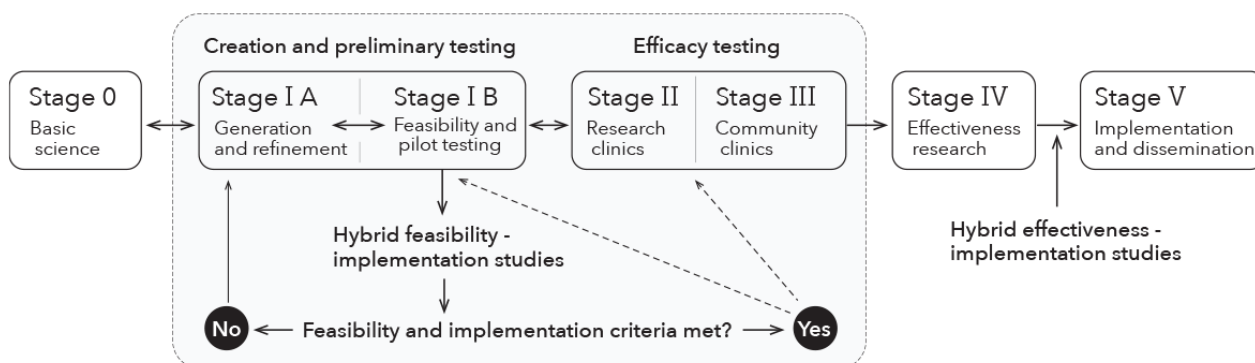 Creation and preliminary testing
Efficacy testing
Stage 0
Basic
science
Stage I A
Generation
and refinement
Stage I B
Feasibility and
pilot testing
Stage II
Research
clinics
Stage III
Community
clinics
Stage IV
Effectiveness
research
Stage V
Implementation
and dissemination
Hybrid feasibility -
implementation studies
Hybrid effectiveness -
implementation studies
No
Feasibility and implementation criteria met?
Yes